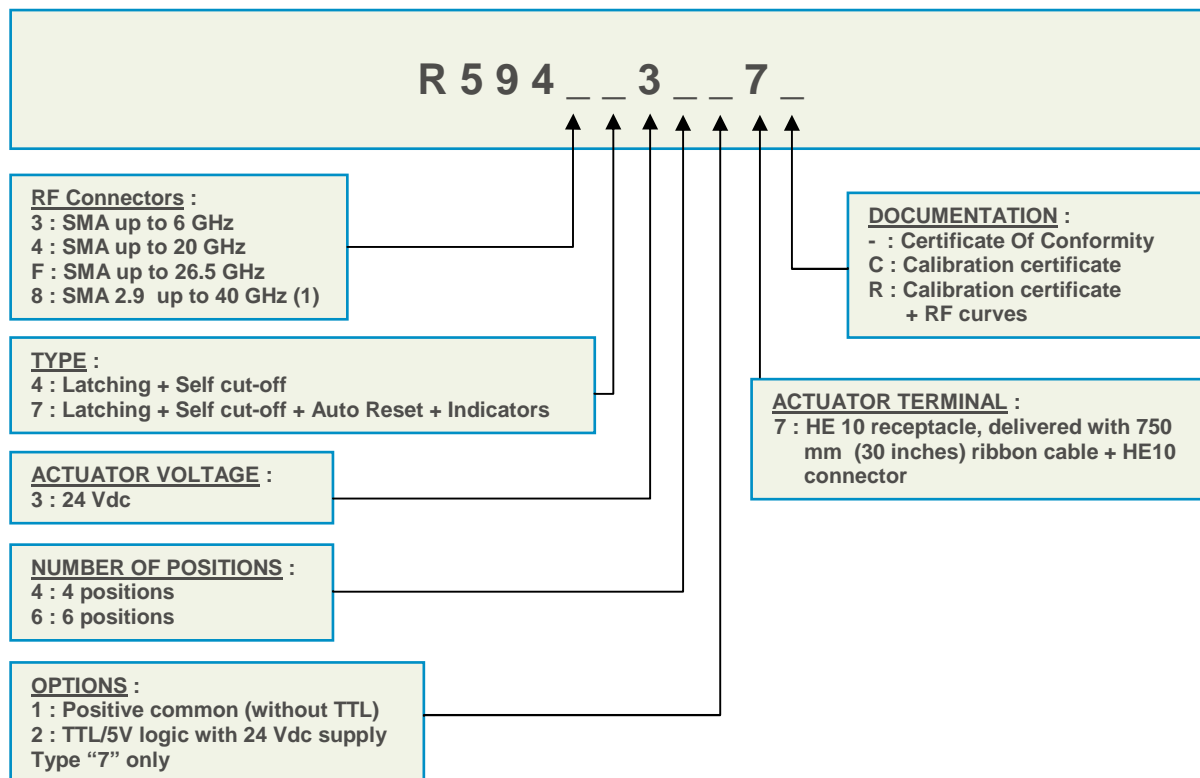 R 5 9 4 _ _ 3 _ _ 7 _
RF Connectors :
3 : SMA up to 6 GHz
4 : SMA up to 20 GHz
F : SMA up to 26.5 GHz
8 : SMA 2.9 up to 40 GHz (1)
TYPE :
4 : Latching + Self cut-off
7 : Latching + Self cut-off + Auto Reset + Indicators
ACTUATOR VOLTAGE :
3 : 24 Vdc
NUMBER OF POSITIONS :
4 : 4 positions
6 : 6 positions
OPTIONS :
1 : Positive common (without TTL)
2 : TTL/5V logic with 24 Vdc supply
Type “7” only
DOCUMENTATION :
- : Certificate Of Conformity
C : Calibration certificate
R : Calibration certificate
+ RF curves
ACTUATOR TERMINAL :
7 : HE 10 receptacle, delivered with 750
mm (30 inches) ribbon cable + HE10
connector